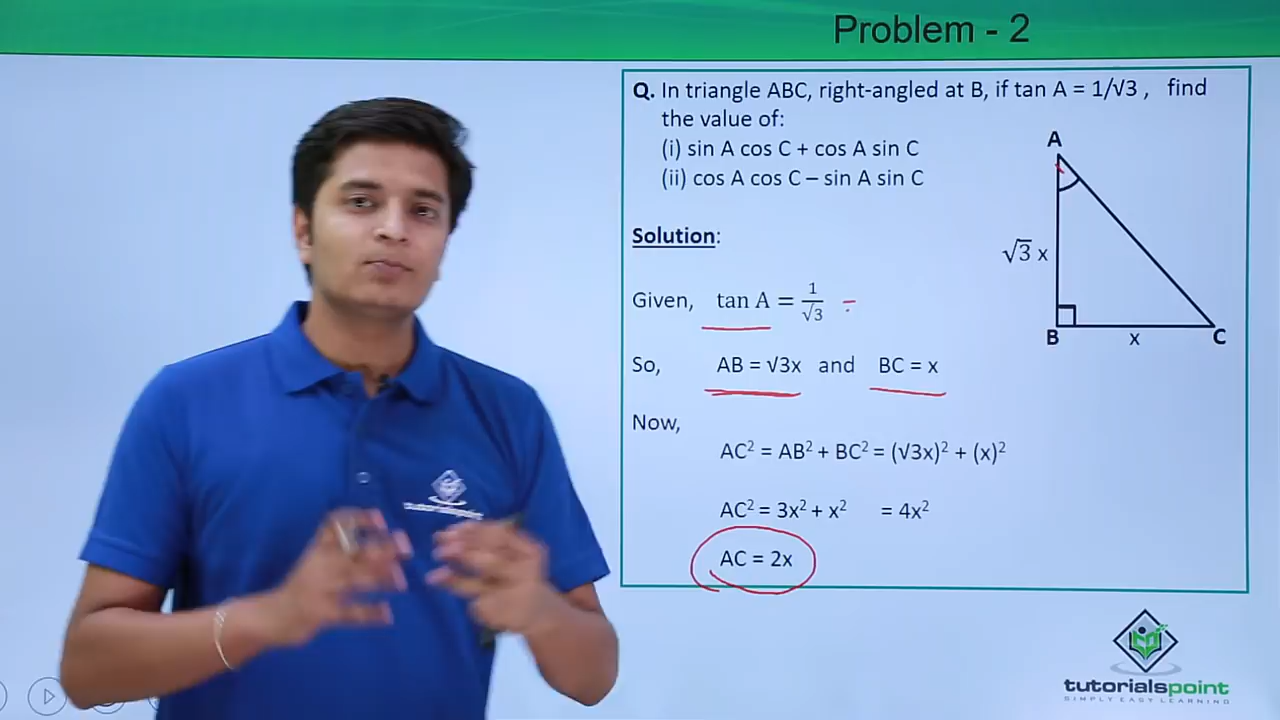 Problem - 2
Q. In triangle ABC, right-angled at B, if tan A = 1/√3 , find
the value of:
(i) sin A cos C + cos A sin C
(ii) cos A cos C – sin A sin C
A
√3 x
B
x
C
Solution:
Given, tan A = 1/√3
So, AB = √3x and BC = x
Now,
AC² = AB² + BC² = (√3x)² + (x)²
AC² = 3x² + x² = 4x²
AC = 2x
tutorialspoint
tutorialspoint
SIMPLY EASY LEARNING